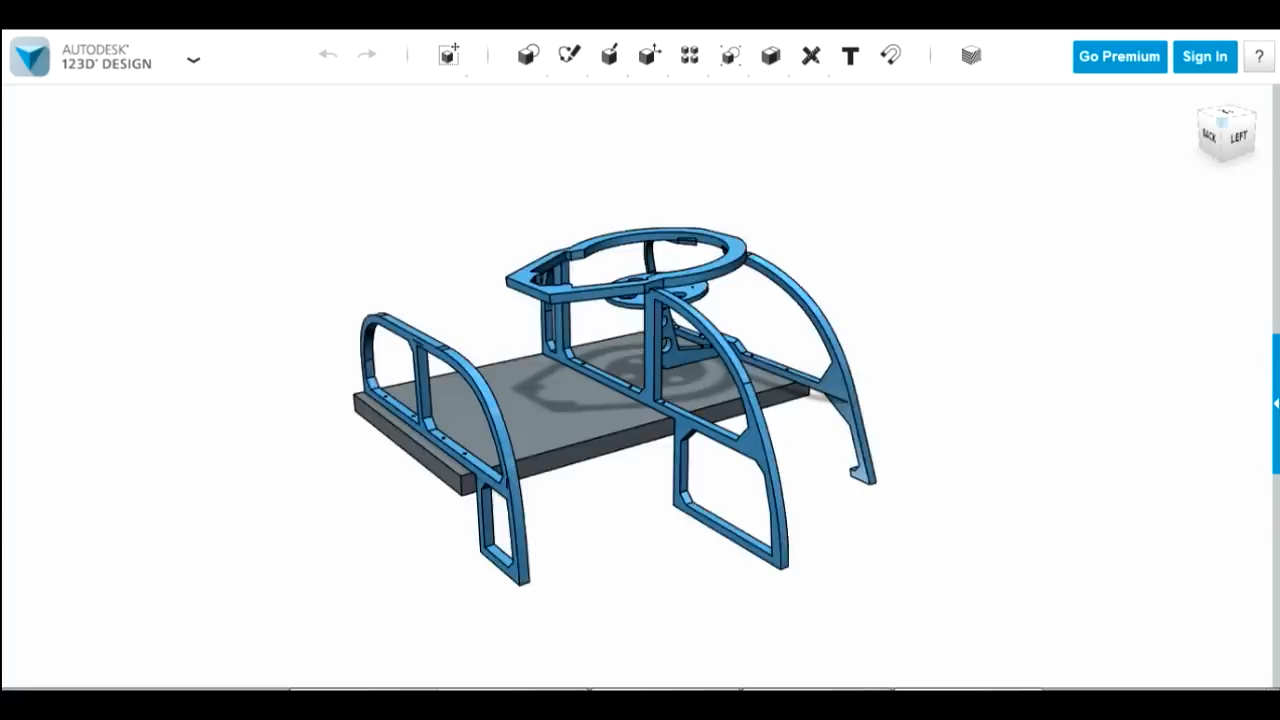 AUTODESK®
123D® DESIGN
Go Premium
Sign In
?
BACK
LEFT